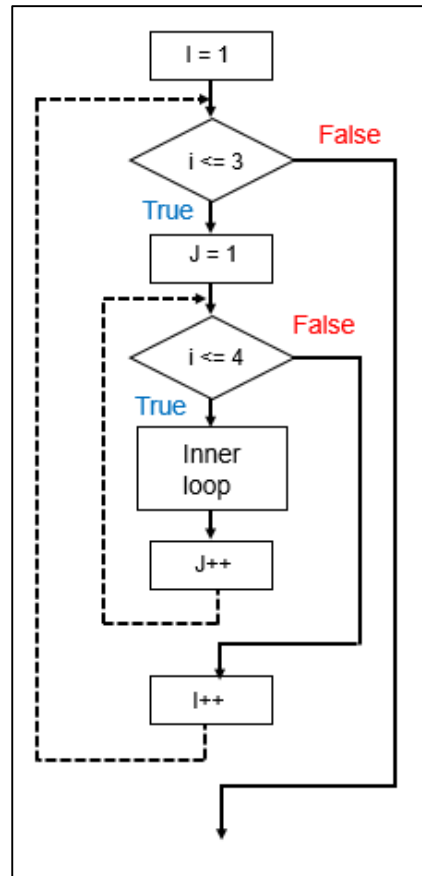 I = 1
i <= 3
False
True
J = 1
False
i <= 4
True
Inner
loop
J++
I++